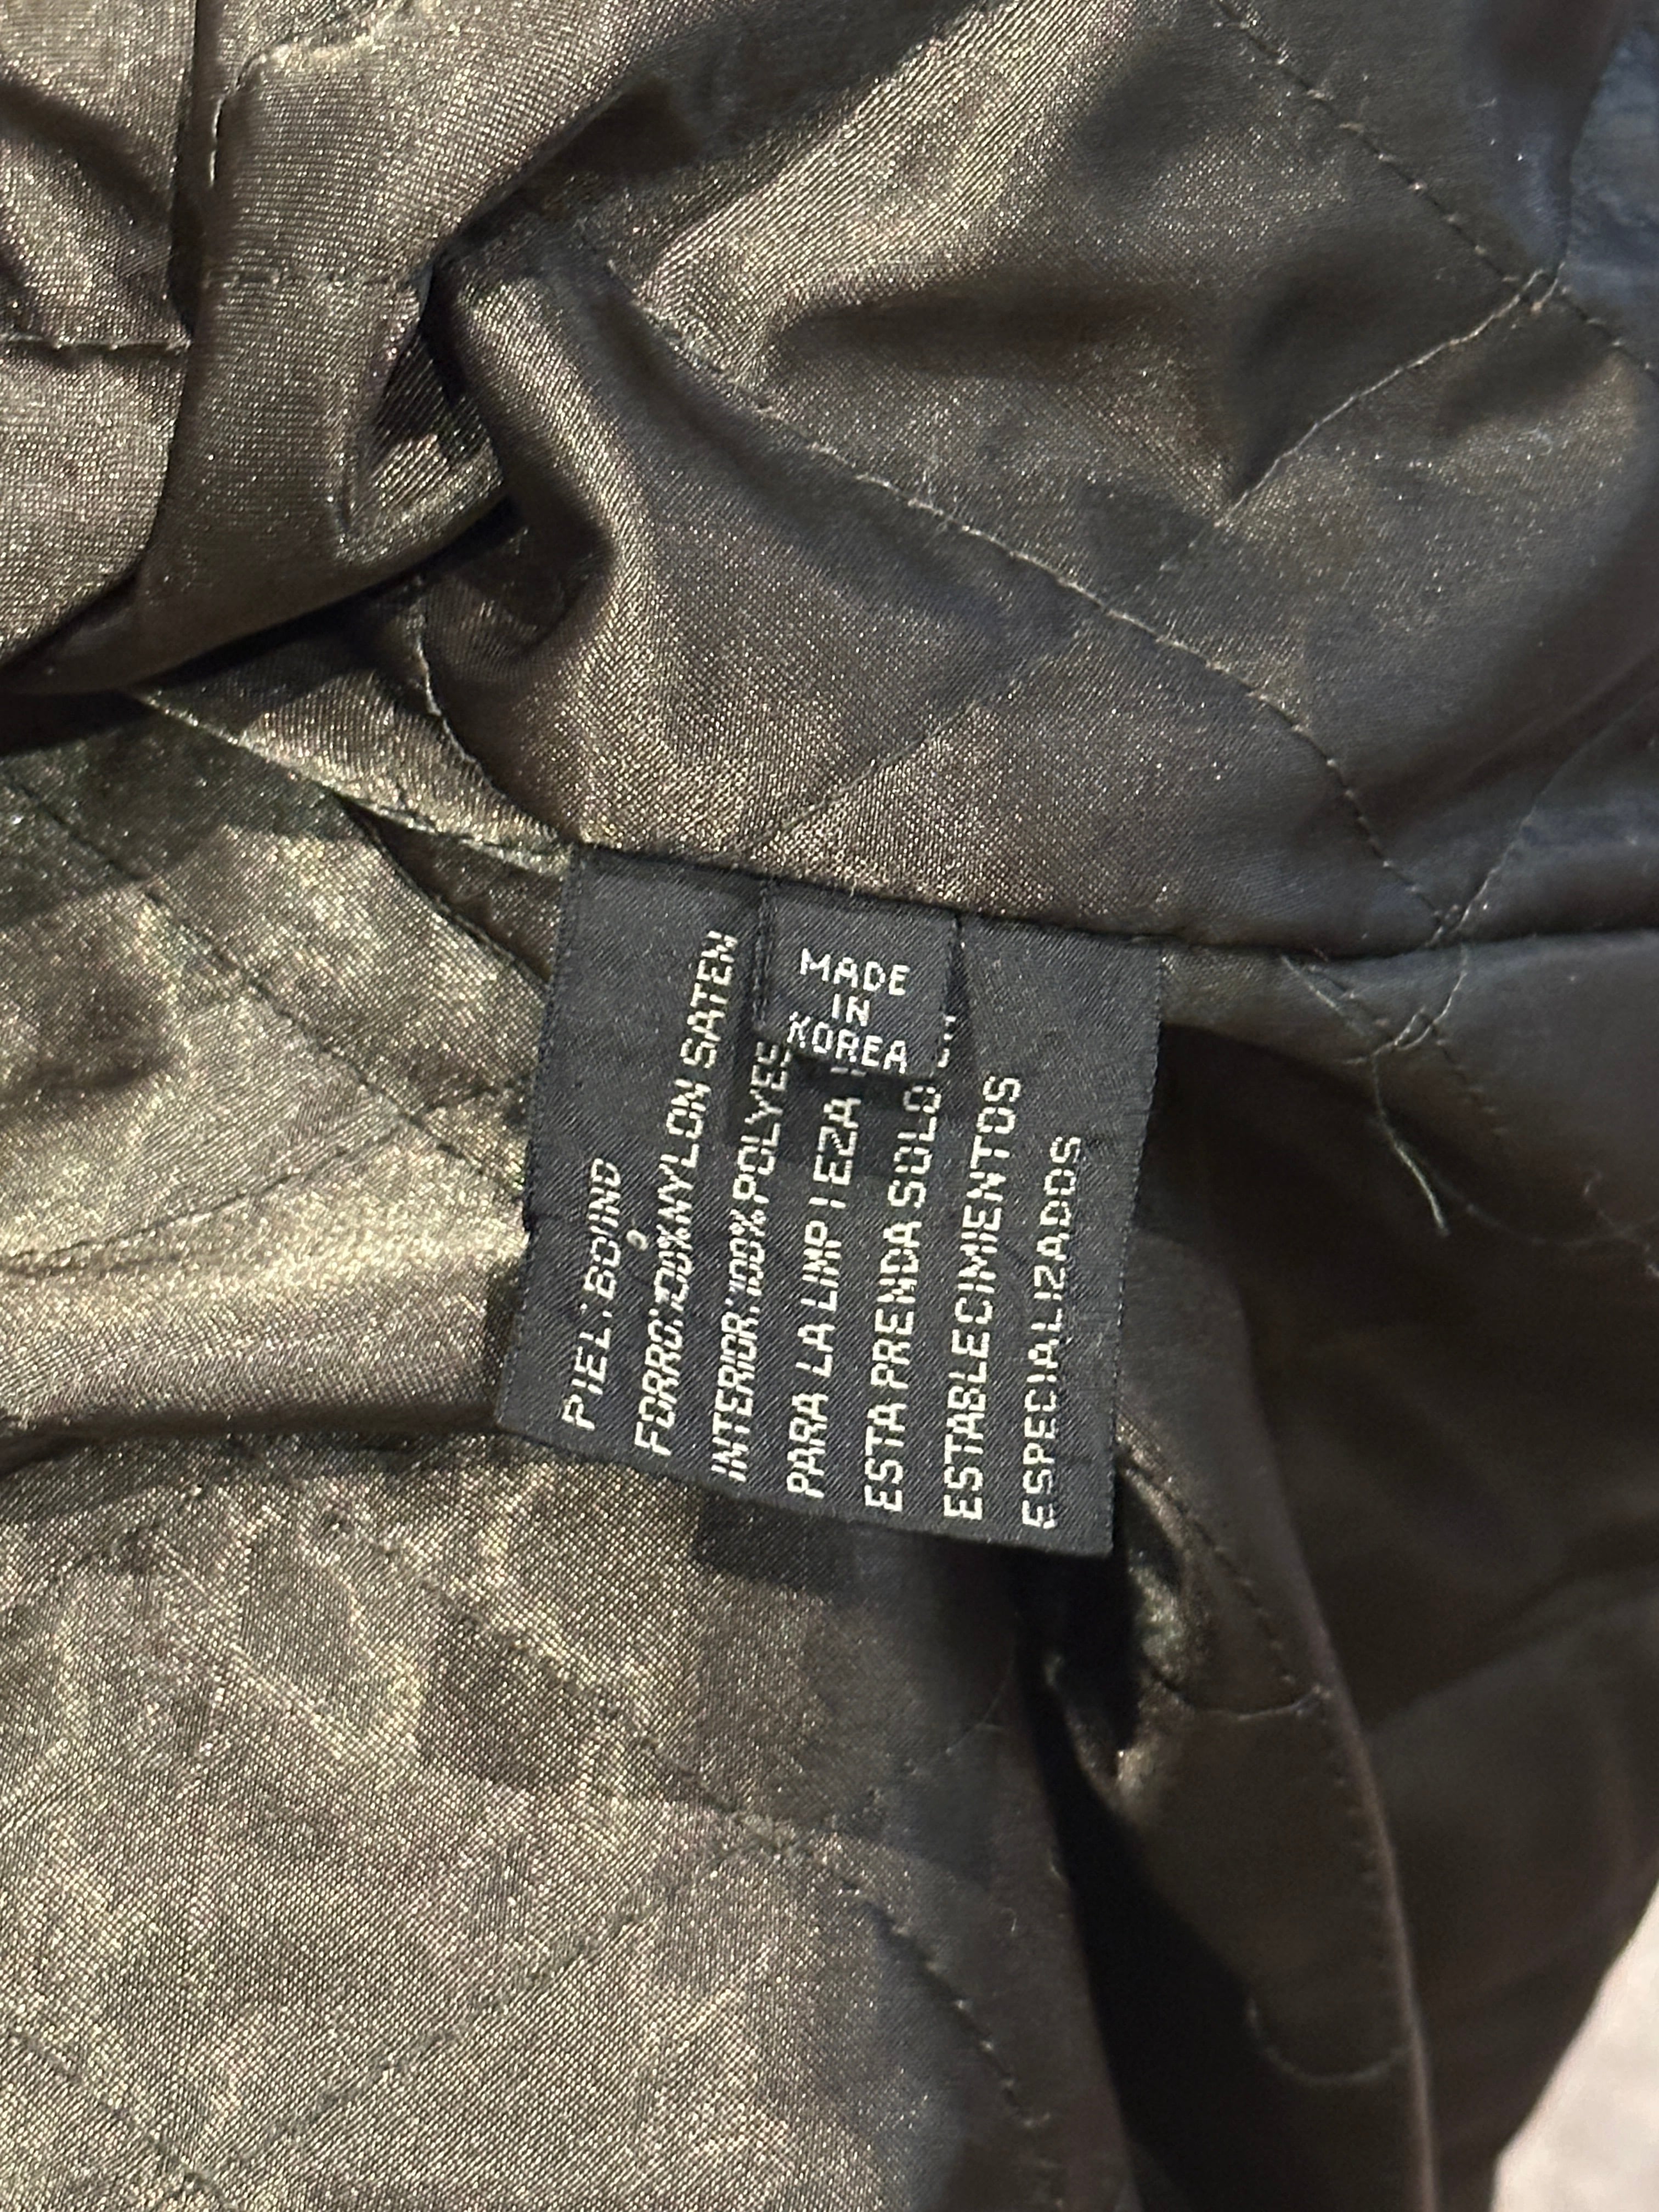 MADE
IN
KOREA
PIEL: BOVINO
FORRO: 100% NYLON SATEN
INTERIOR: 100% POLYES
PARA LA LIMPIEZA
ESTA PRENDA SOLO
ESTABLECIMIENTOS
ESPECIALIZADOS